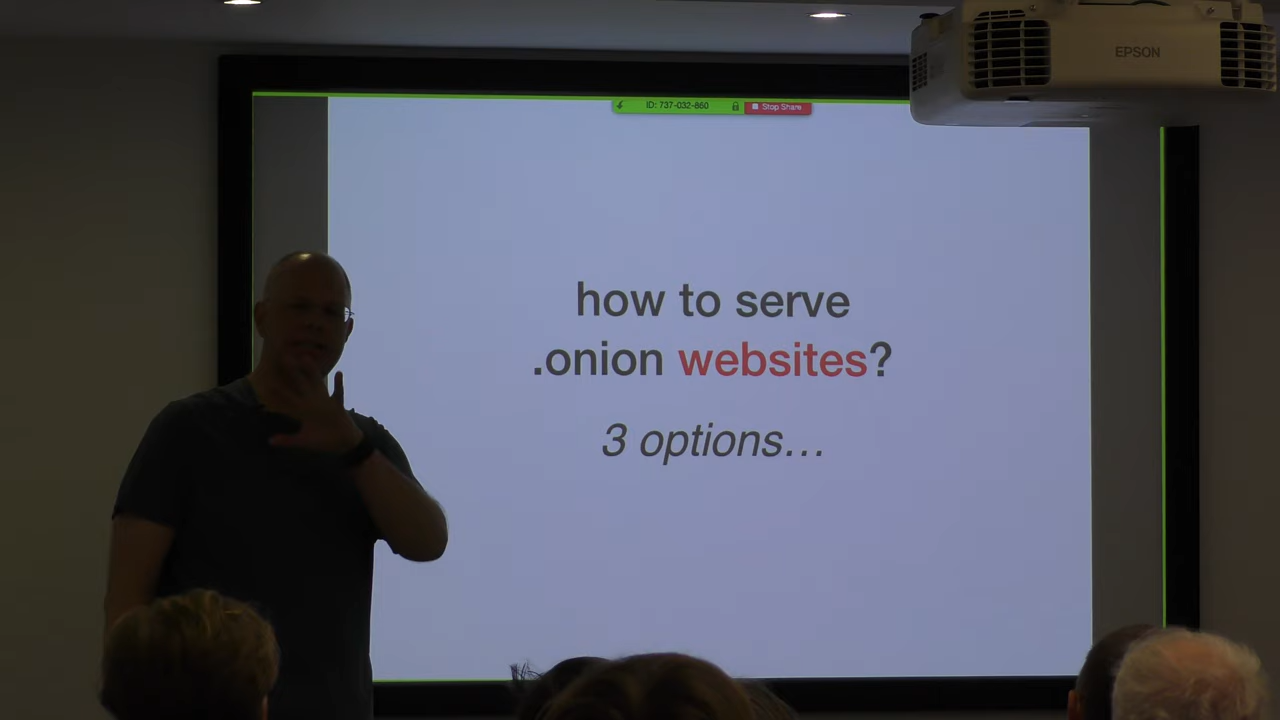 EPSON
ID: 737-032-860
Stop Share
how to serve
.onion websites?
3 options…